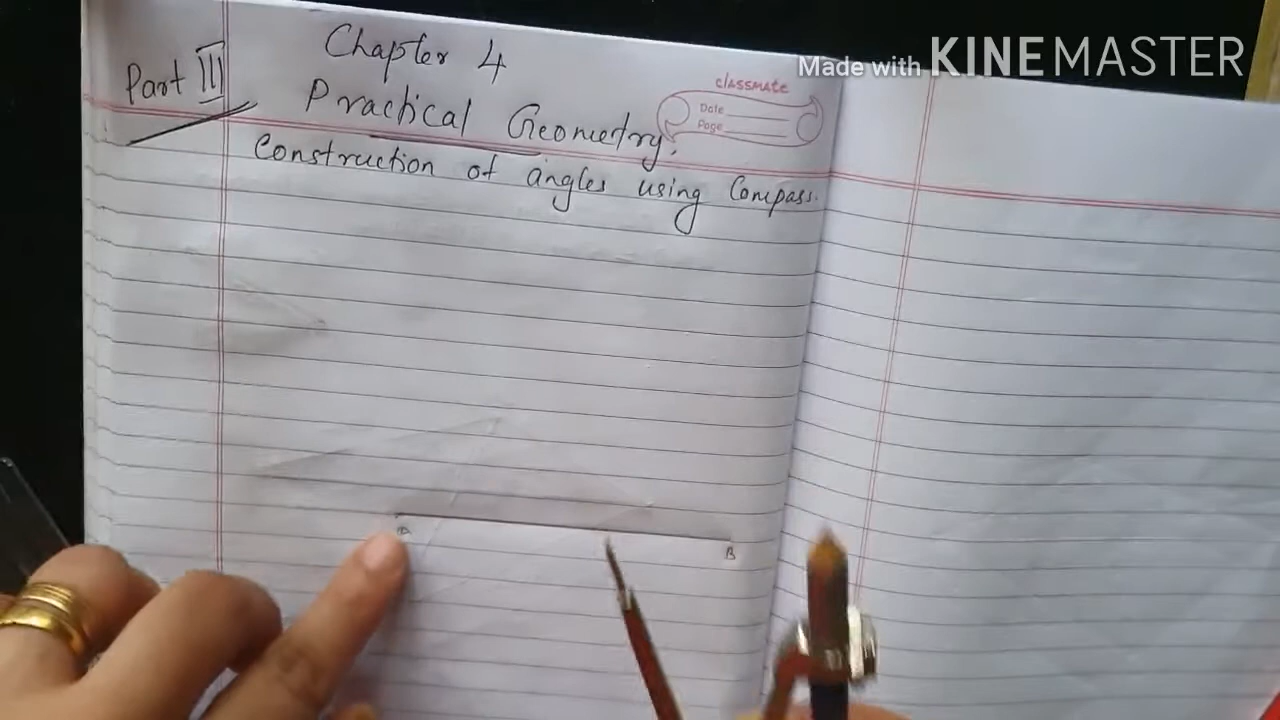 Made with KINEMASTER
Chapter 4
Part III
Practical Geometry.
classmate
Date
Page
Construction of angles using Compass.
B